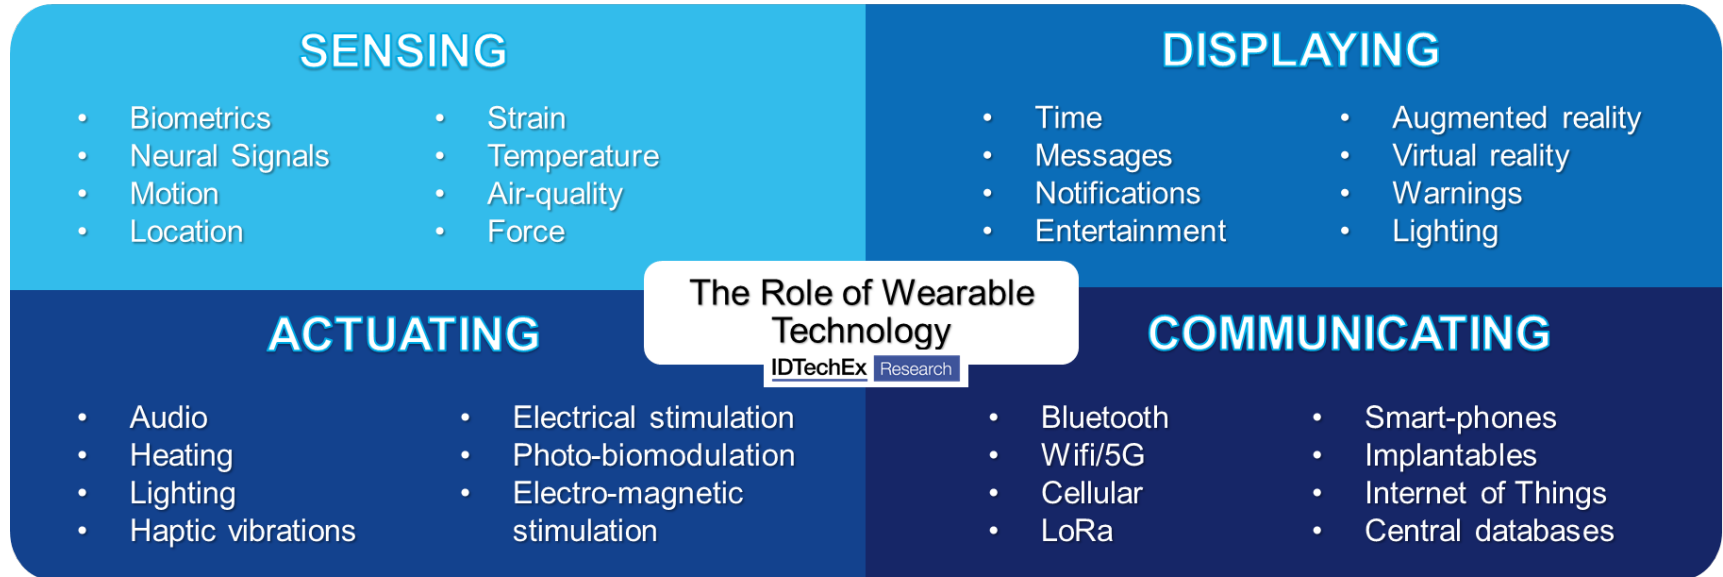 SENSING
• Biometrics
• Neural Signals
• Motion
• Location
• Strain
• Temperature
• Air-quality
• Force
DISPLAYING
• Time
• Messages
• Notifications
• Entertainment
• Augmented reality
• Virtual reality
• Warnings
• Lighting
The Role of Wearable
Technology
IDTechEx Research
ACTUATING
• Audio
• Heating
• Lighting
• Haptic vibrations
• Electrical stimulation
• Photo-biomodulation
• Electro-magnetic
stimulation
COMMUNICATING
• Bluetooth
• Wifi/5G
• Cellular
• LoRa
• Smart-phones
• Implantables
• Internet of Things
• Central databases